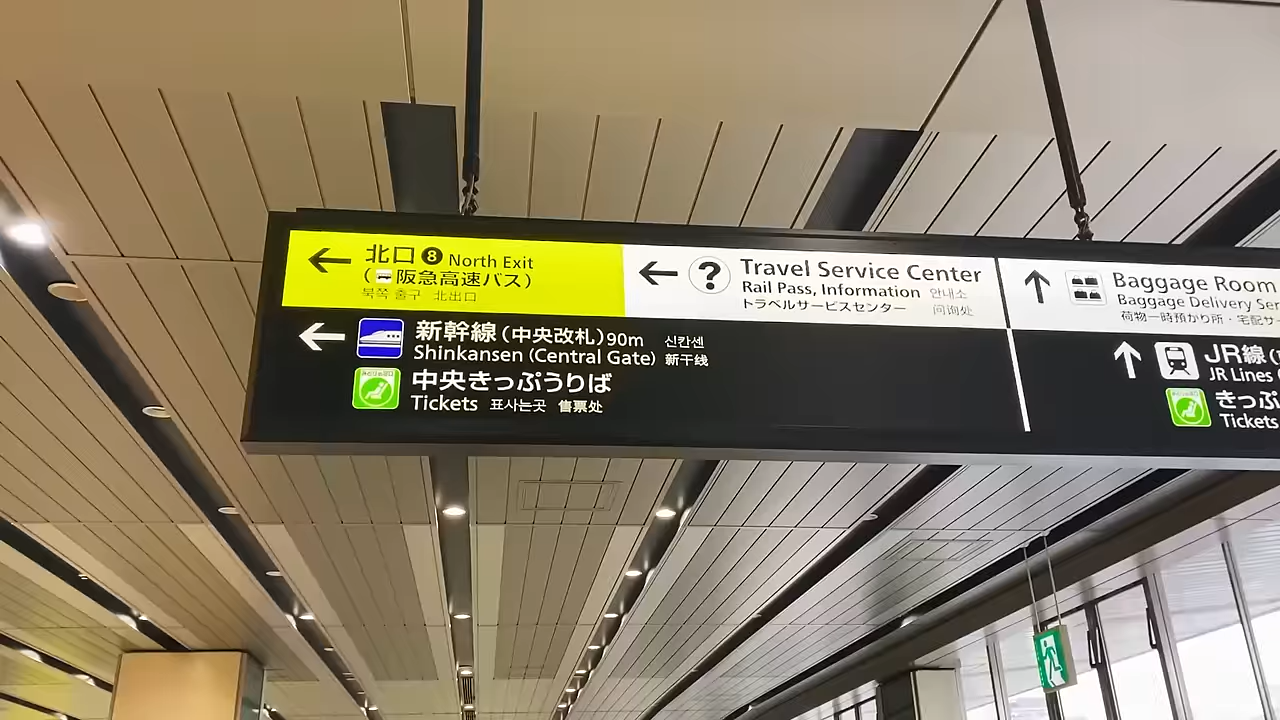 北口 8 North Exit
(阪急高速バス)
북쪽 출구 北出口
? Travel Service Center
Rail Pass, Information 안내소
トラベルサービスセンター 问询处
Baggage Room
Baggage Delivery
荷物一時預かり所・宅配サ
新幹線(中央改札)90m 신칸센
Shinkansen (Central Gate) 新干线
中央きっぷうりば
Tickets 표사는곳 售票处
JR線
JR Lines
きっぷ
Tickets